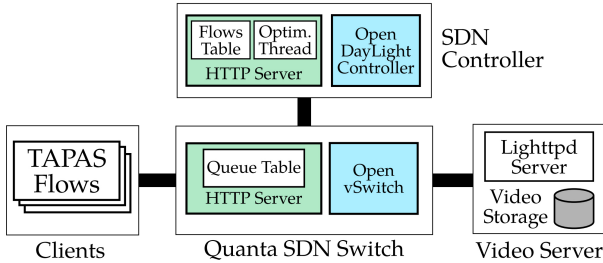 Flows
Table
Optim.
Thread
HTTP Server
Open
DayLight
Controller
SDN
Controller
TAPAS
Flows
Clients
Queue Table
HTTP Server
Open
vSwitch
Quanta SDN Switch
Lighttpd
Server
Video
Storage
Video Server